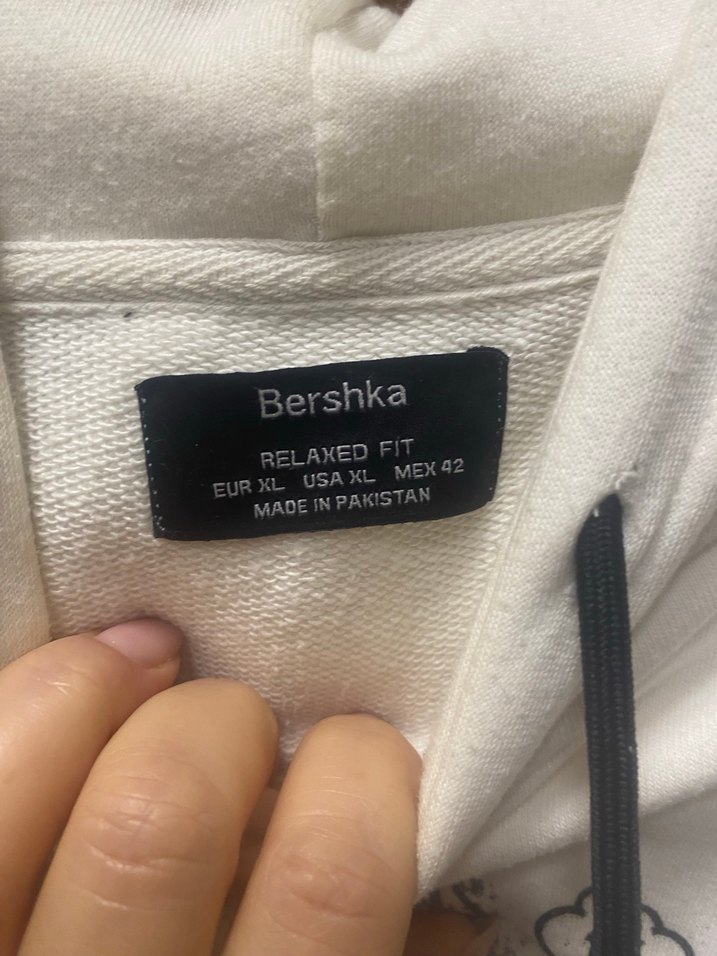 Bershka
RELAXED FIT
EUR XL USA XL MEX 42
MADE IN PAKISTAN